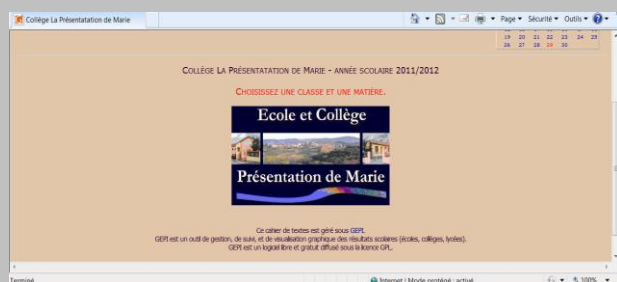 Collège La Présentatation de Marie
Page Sécurité Outils
19 20 21 22 23 24 25
26 27 28 29 30
COLLÈGE LA PRÉSENTATATION DE MARIE - ANNÉE SCOLAIRE 2011/2012
CHOISISSEZ UNE CLASSE ET UNE MATIÈRE.
Ecole et Collège
Présentation de Marie
Ce cahier de textes est géré sous GEPI.
GEPI est un outil de gestion, de suivi, et de visualisation graphique des résultats scolaires (écoles, collèges, lycées).
GEPI est un logiciel libre et gratuit diffusé sous la licence GPL.
Terminé Internet | Mode protégé : activé 100%